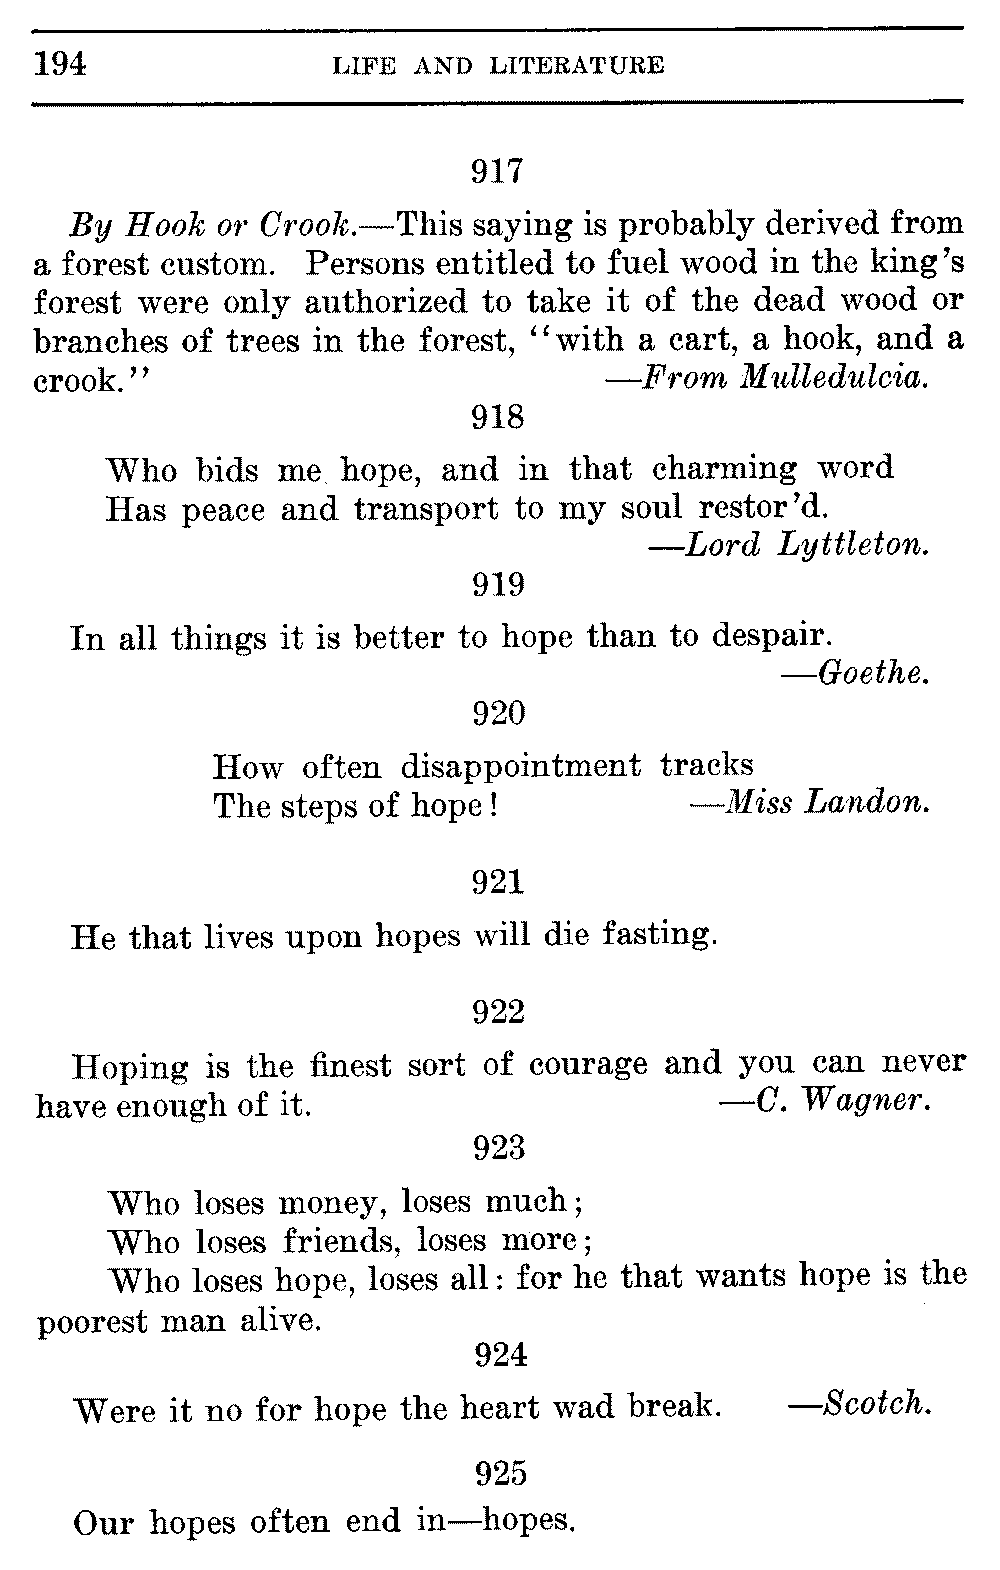 194 LIFE AND LITERATURE
917
By Hook or Crook.—This saying is probably derived from
a forest custom. Persons entitled to fuel wood in the king's
forest were only authorized to take it of the dead wood or
branches of trees in the forest, "with a cart, a hook, and a
crook." —From Mulledulcia.
918
Who bids me hope, and in that charming word
Has peace and transport to my soul restor'd.
—Lord Lyttleton.
919
In all things it is better to hope than to despair.
—Goethe.
920
How often disappointment tracks
The steps of hope! —Miss Landon.
921
He that lives upon hopes will die fasting.
922
Hoping is the finest sort of courage and you can never
have enough of it. —C. Wagner.
923
Who loses money, loses much;
Who loses friends, loses more;
Who loses hope, loses all: for he that wants hope is the
poorest man alive.
924
Were it no for hope the heart wad break. —Scotch.
925
Our hopes often end in—hopes.